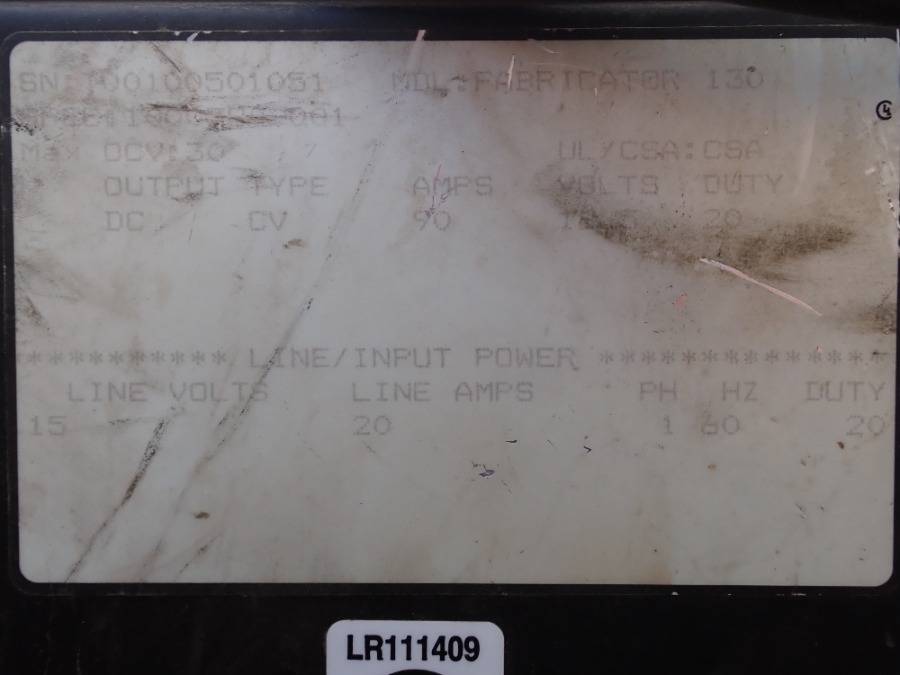 SN: T00100501051 MDL:FABRICATOR 130
Max OCV:30 UL/CSA:CSA
OUTPUT TYPE AMPS VOLTS DUTY
DC CV 90 20
********** LINE/INPUT POWER **************
LINE VOLTS LINE AMPS PH HZ DUTY
15 20 1 60 20
LR111409